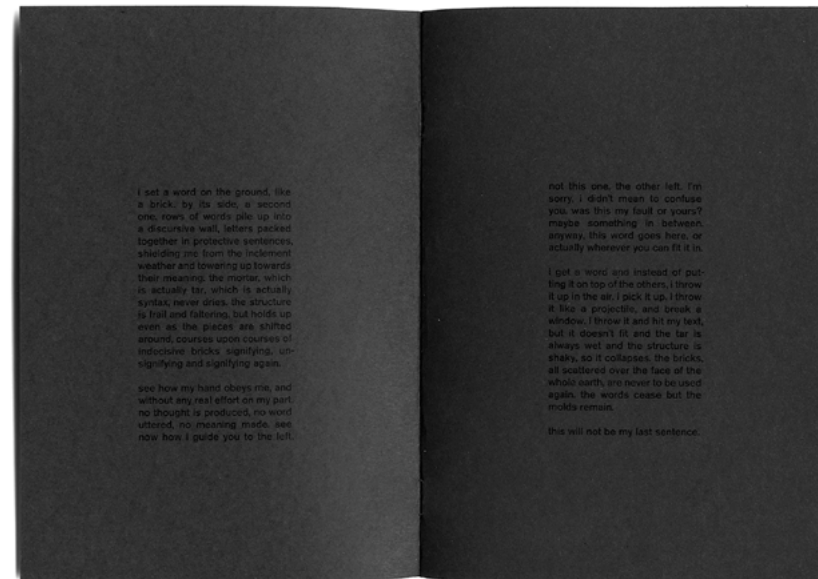 i set a word on the ground, like
a brick. by its side, a second
one. rows of words pile up into
a discursive wall, letters packed
together in protective sentences,
shielding me from the inclement
weather and towering up towards
their meaning. the mortar, which
is actually tar, which is actually
syntax, never dries. the structure
is frail and faltering, but holds up
even as the pieces are shifted
around, courses upon courses of
indecisive bricks signifying, un-
signifying and signifying again.
see how my hand obeys me, and
without any real effort on my part.
no thought is produced, no word
uttered, no meaning made. see
now how i guide you to the left.
not this one, the other left. i'm
sorry, i didn't mean to confuse
you. was this my fault or yours?
maybe something in between.
anyway, this word goes here, or
actually wherever you can fit it in.
i get a word and instead of put-
ting it on top of the others, i throw
it up in the air. i pick it up. i throw
it like a projectile, and break a
window. i throw it and hit my text,
but it doesn't fit and the tar is
always wet and the structure is
shaky, so it collapses. the bricks,
all scattered over the face of the
whole earth, are never to be used
again. the words cease but the
molds remain.
this will not be my last sentence.